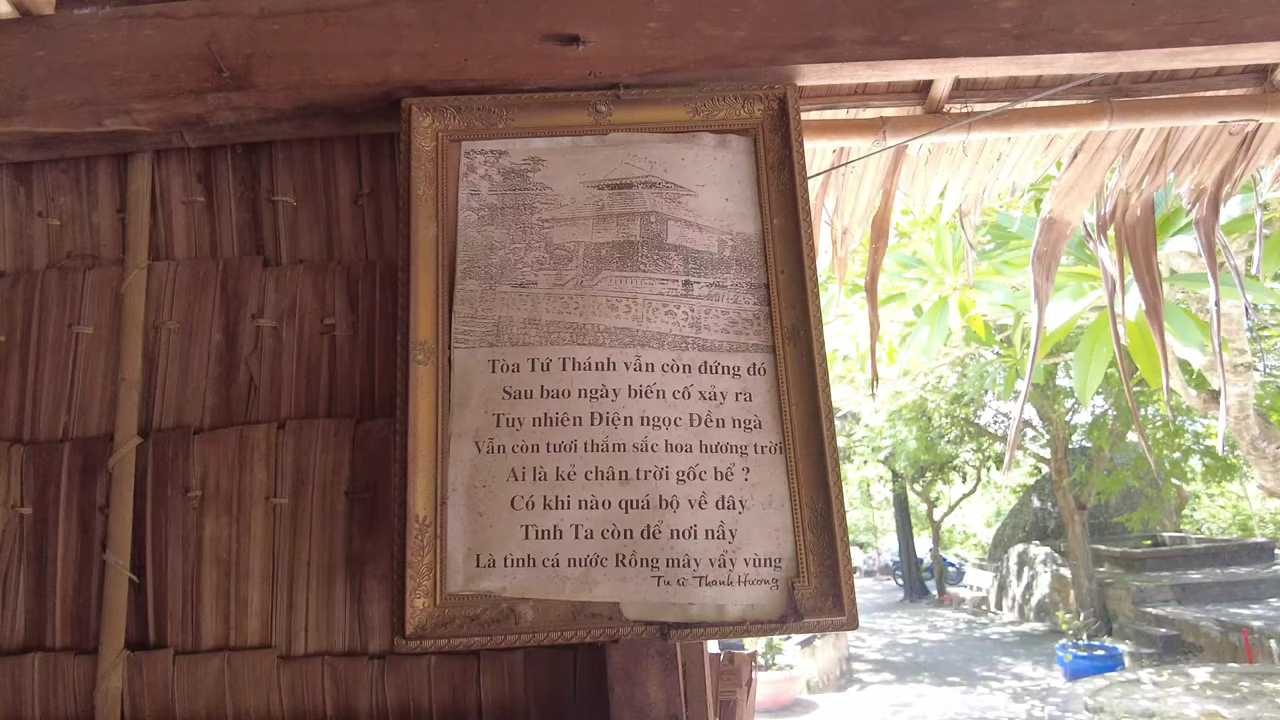 Tòa Tứ Thánh vẫn còn đứng đó
Sau bao ngày biến cố xảy ra
Tuy nhiên Điện ngọc Đền ngà
Vẫn còn tươi thắm sắc hoa hương trời
Ai là kẻ chân trời gốc bể ?
Có khi nào quá bộ về đây
Tình Ta còn để nơi nầy
Là tình cá nước Rồng mây vẩy vùng
Tu sĩ Thanh Hương